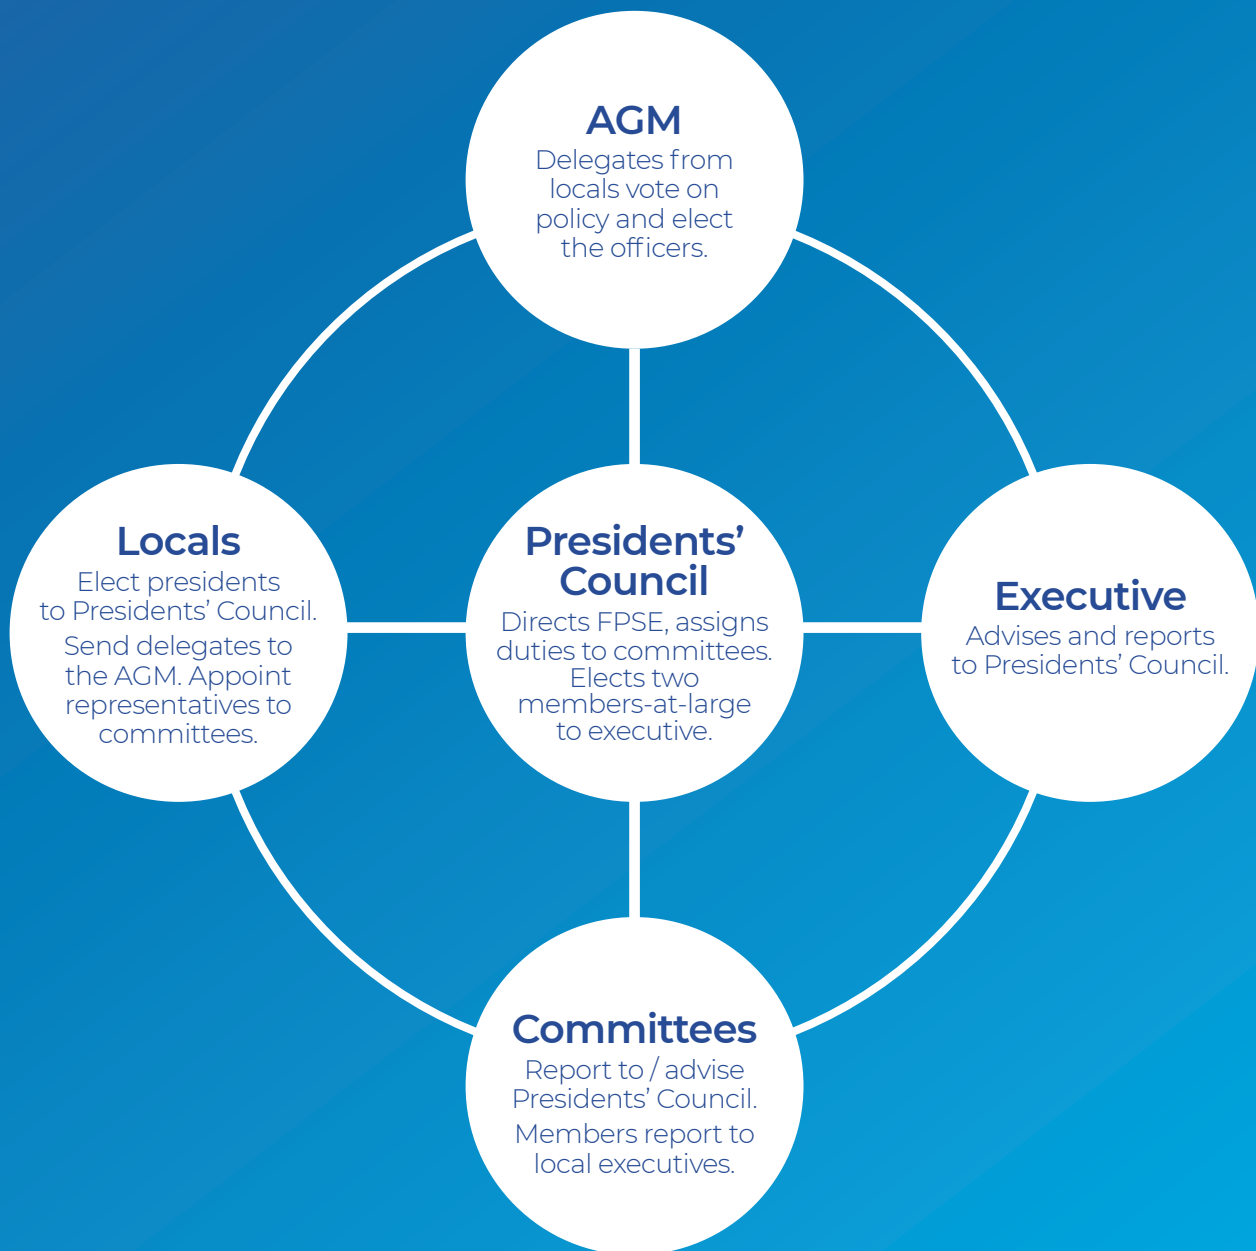 AGM
Delegates from
locals vote on
policy and elect
the officers.
Locals
Elect presidents
to Presidents’ Council.
Send delegates to
the AGM. Appoint
representatives to
committees.
Presidents’
Council
Directs FPSE, assigns
duties to committees.
Elects two
members-at-large
to executive.
Executive
Advises and reports
to Presidents’ Council.
Committees
Report to / advise
Presidents’ Council.
Members report to
local executives.